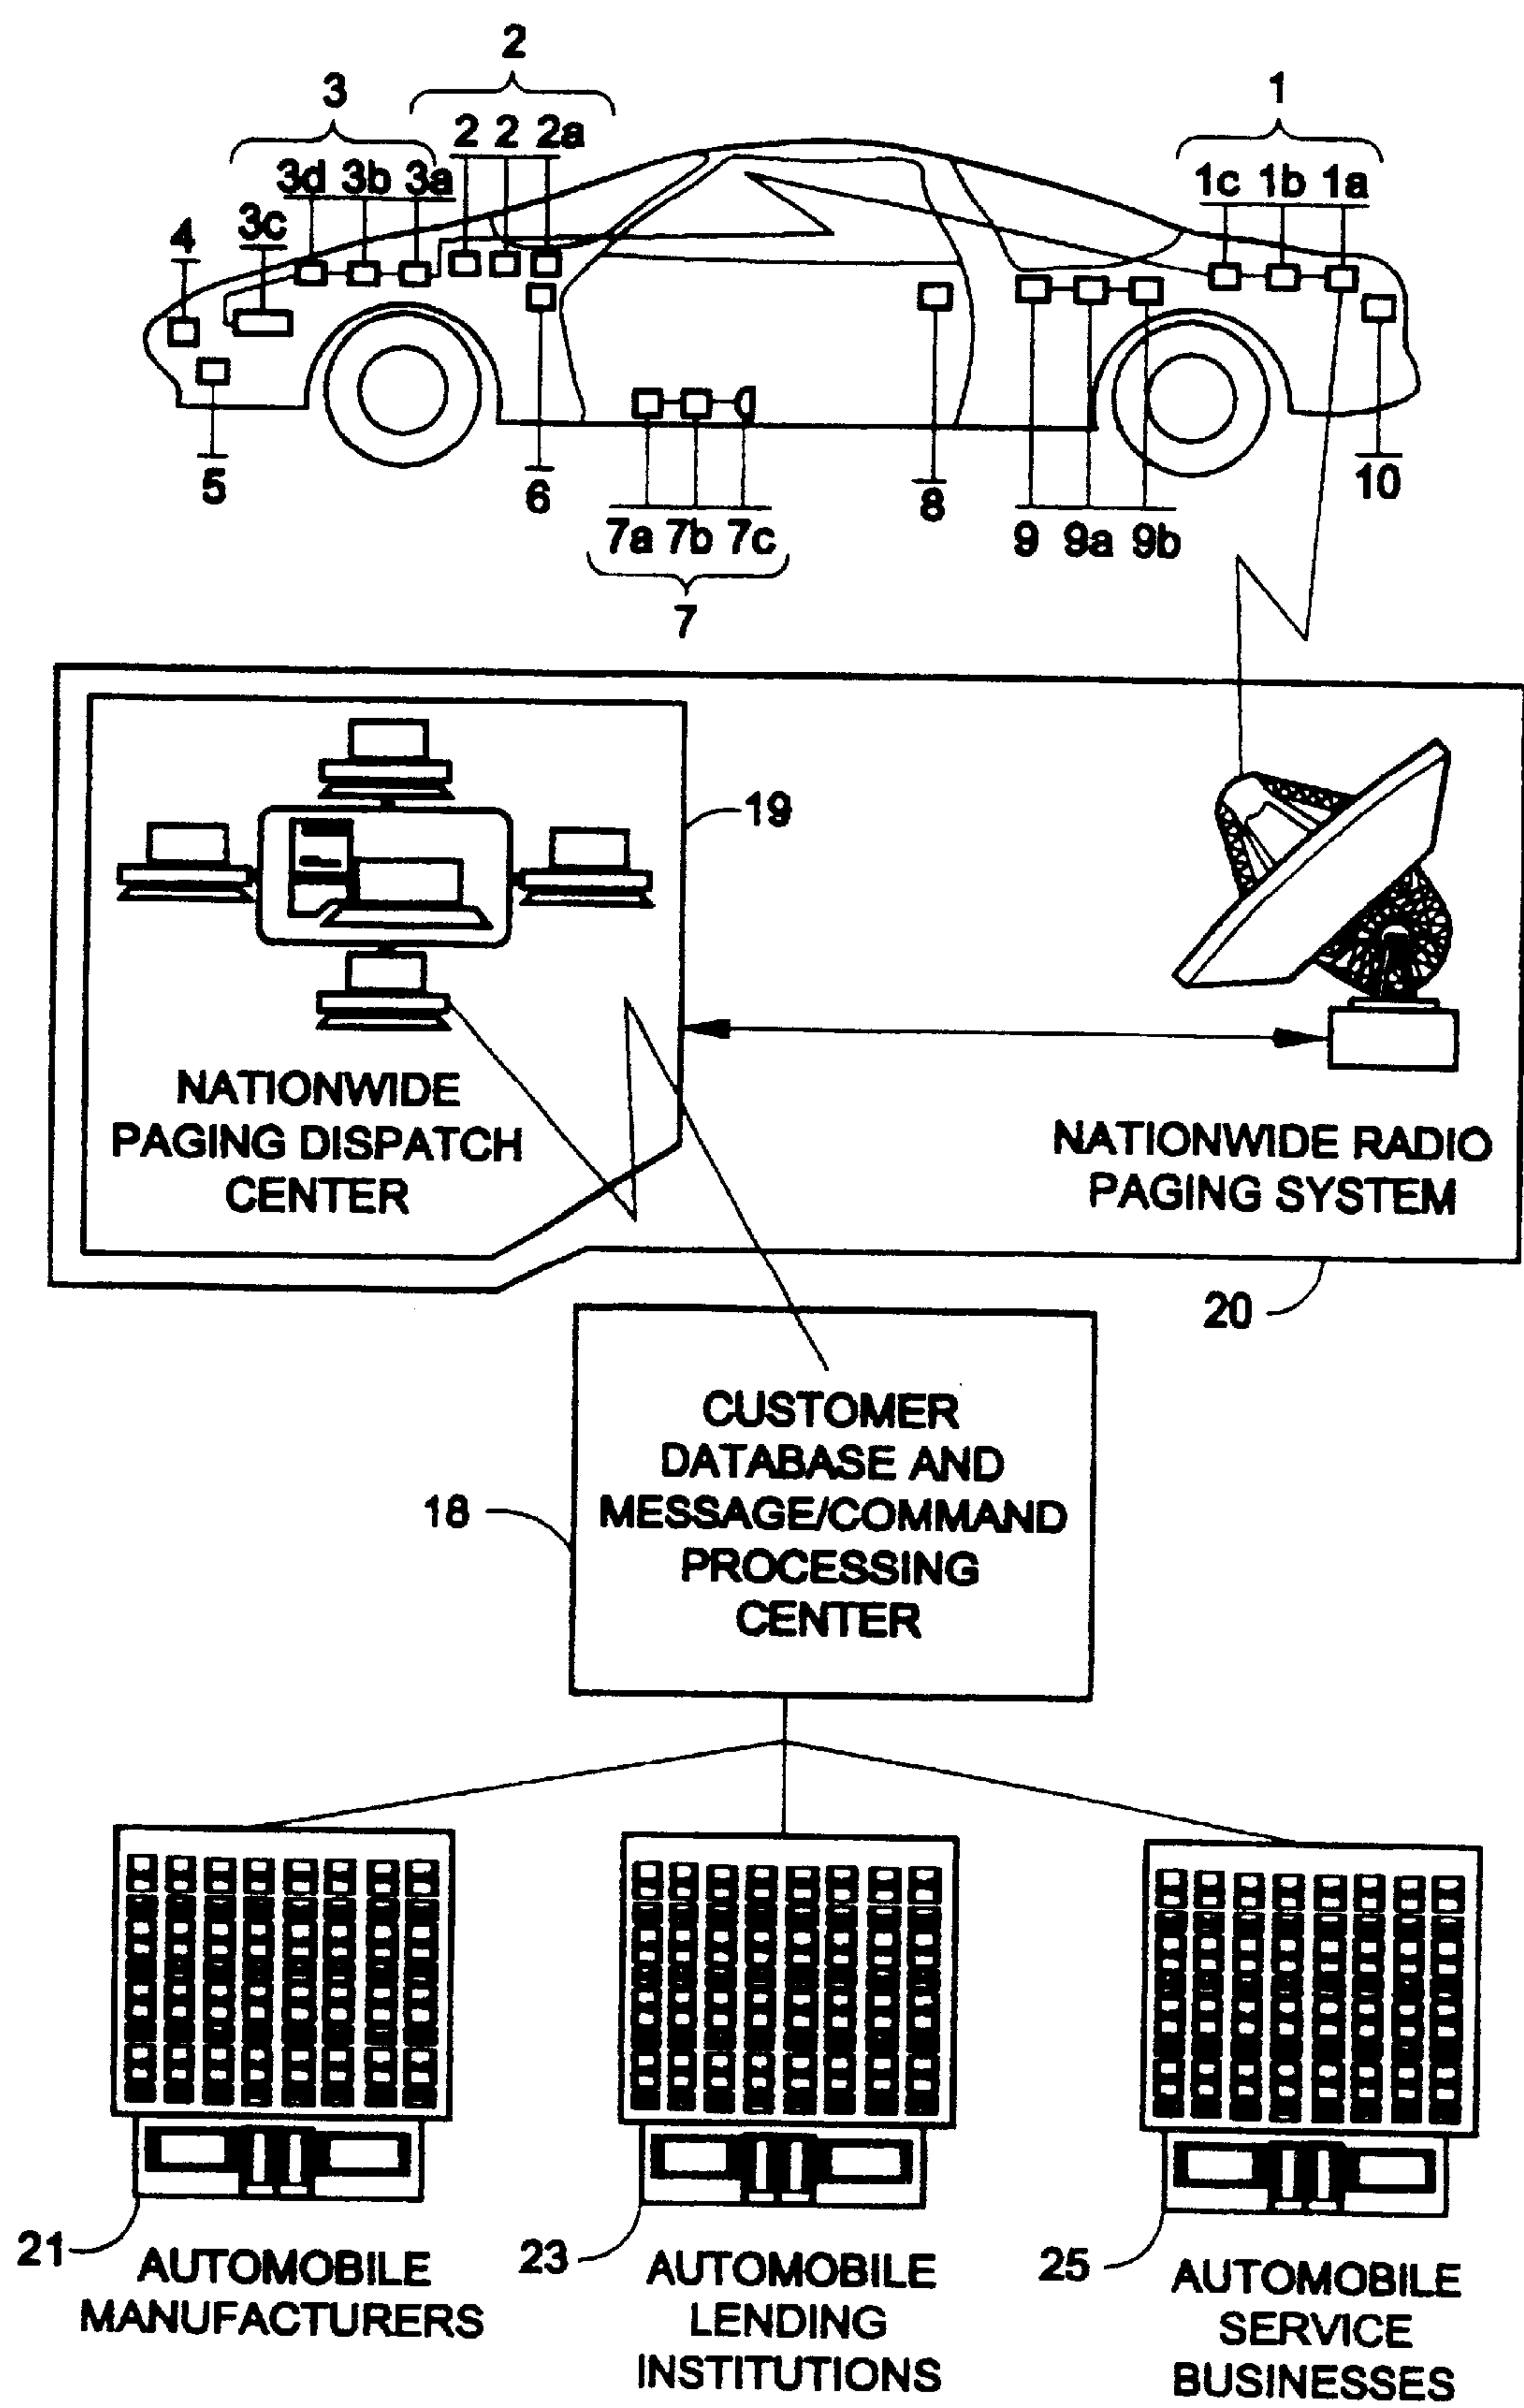 2
1
3
2 2 2a
1c 1b 1a
3d 3b 3a
3c
4
5
6
8
10
7a 7b 7c
9 9a 9b
7
19
NATIONWIDE
PAGING DISPATCH
CENTER
NATIONWIDE RADIO
PAGING SYSTEM
20
CUSTOMER
DATABASE AND
MESSAGE/COMMAND
PROCESSING
CENTER
18
21
AUTOMOBILE
MANUFACTURERS
23
AUTOMOBILE
LENDING
INSTITUTIONS
25
AUTOMOBILE
SERVICE
BUSINESSES